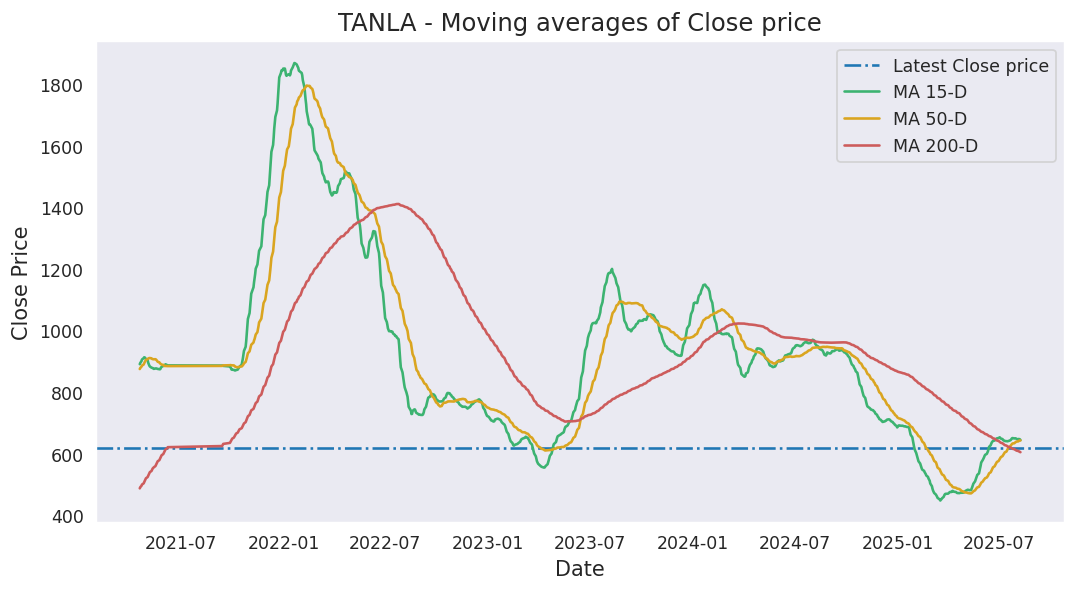 TANLA - Moving averages of Close price
Latest Close price
MA 15-D
MA 50-D
MA 200-D
Close Price
1800
1600
1400
1200
1000
800
600
400
2021-07
2022-01
2022-07
2023-01
2023-07
2024-01
2024-07
2025-01
2025-07
Date